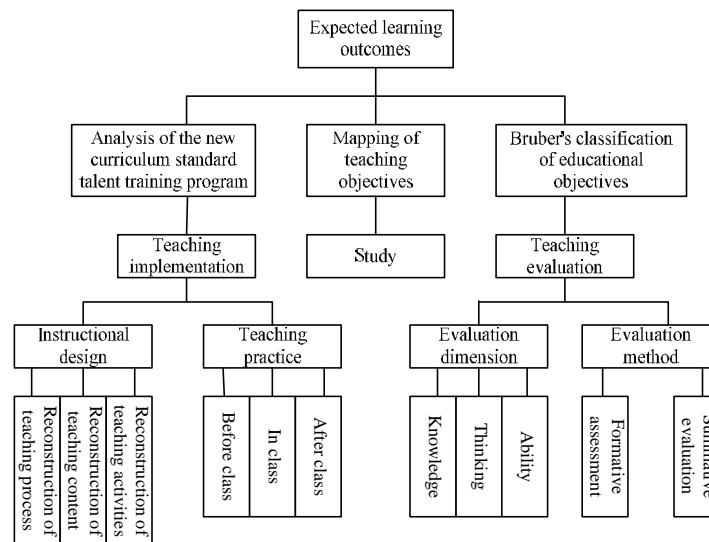 Expected learning
outcomes
Analysis of the new
curriculum standard
talent training program
Mapping of
teaching
objectives
Bruber's classification
of educational
objectives
Teaching
implementation
Study
Teaching
evaluation
Instructional
design
Teaching
practice
Evaluation
dimension
Evaluation
method
Reconstruction of
teaching process
Reconstruction of
teaching content
Reconstruction of
teaching activities
Before class
In class
After class
Knowledge
Thinking
Ability
Formative
assessment
Summative
evaluation